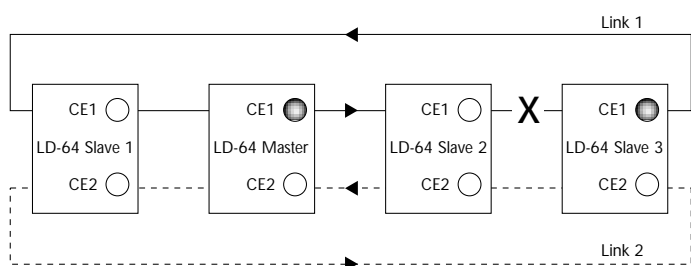 Link 1
CE1 CE1 CE1 CE1
LD-64 Slave 1 LD-64 Master LD-64 Slave 2 LD-64 Slave 3
CE2 CE2 CE2 CE2
Link 2